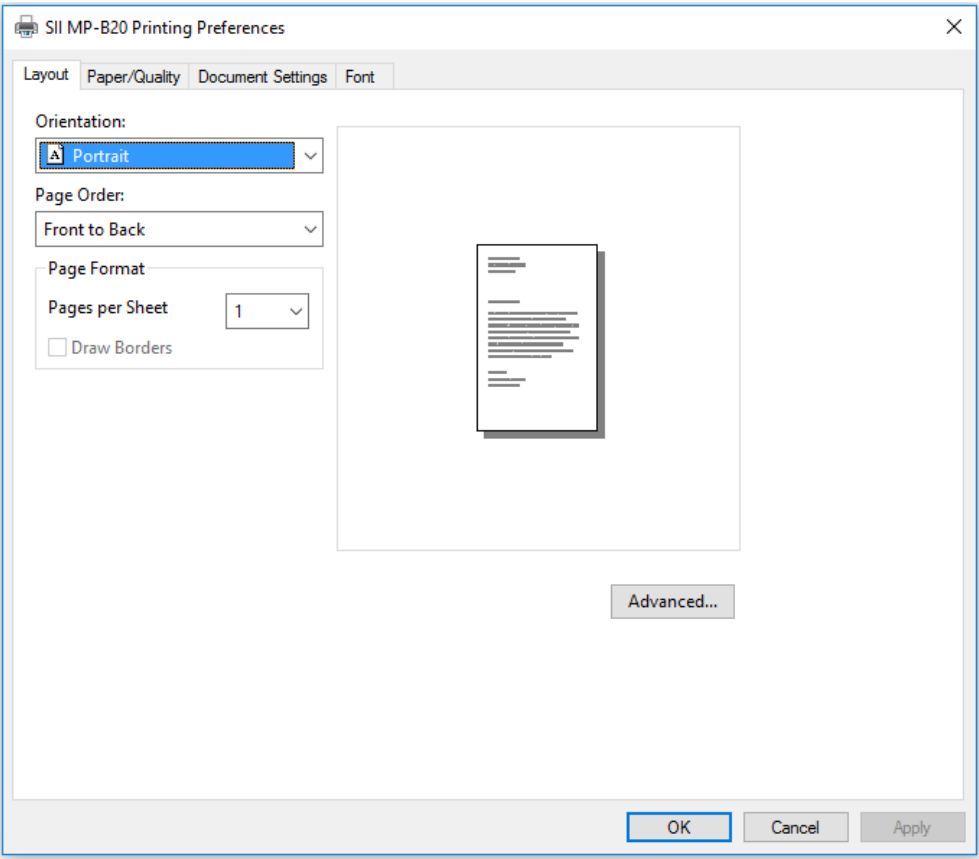 SII MP-B20 Printing Preferences
Layout Paper/Quality Document Settings Font
Orientation:
A Portrait
Page Order:
Front to Back
Page Format
Pages per Sheet 1
Draw Borders
Advanced...
OK Cancel Apply